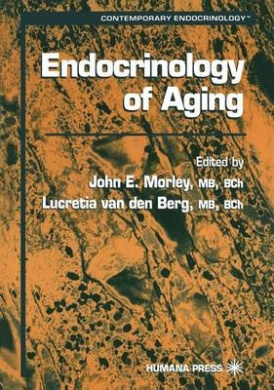 CONTEMPORARY ENDOCRINOLOGY™
Endocrinology
of Aging
Edited by
John E. Morley, MB, BCh
Lucretia van den Berg, MB, BCh
HUMANA PRESS